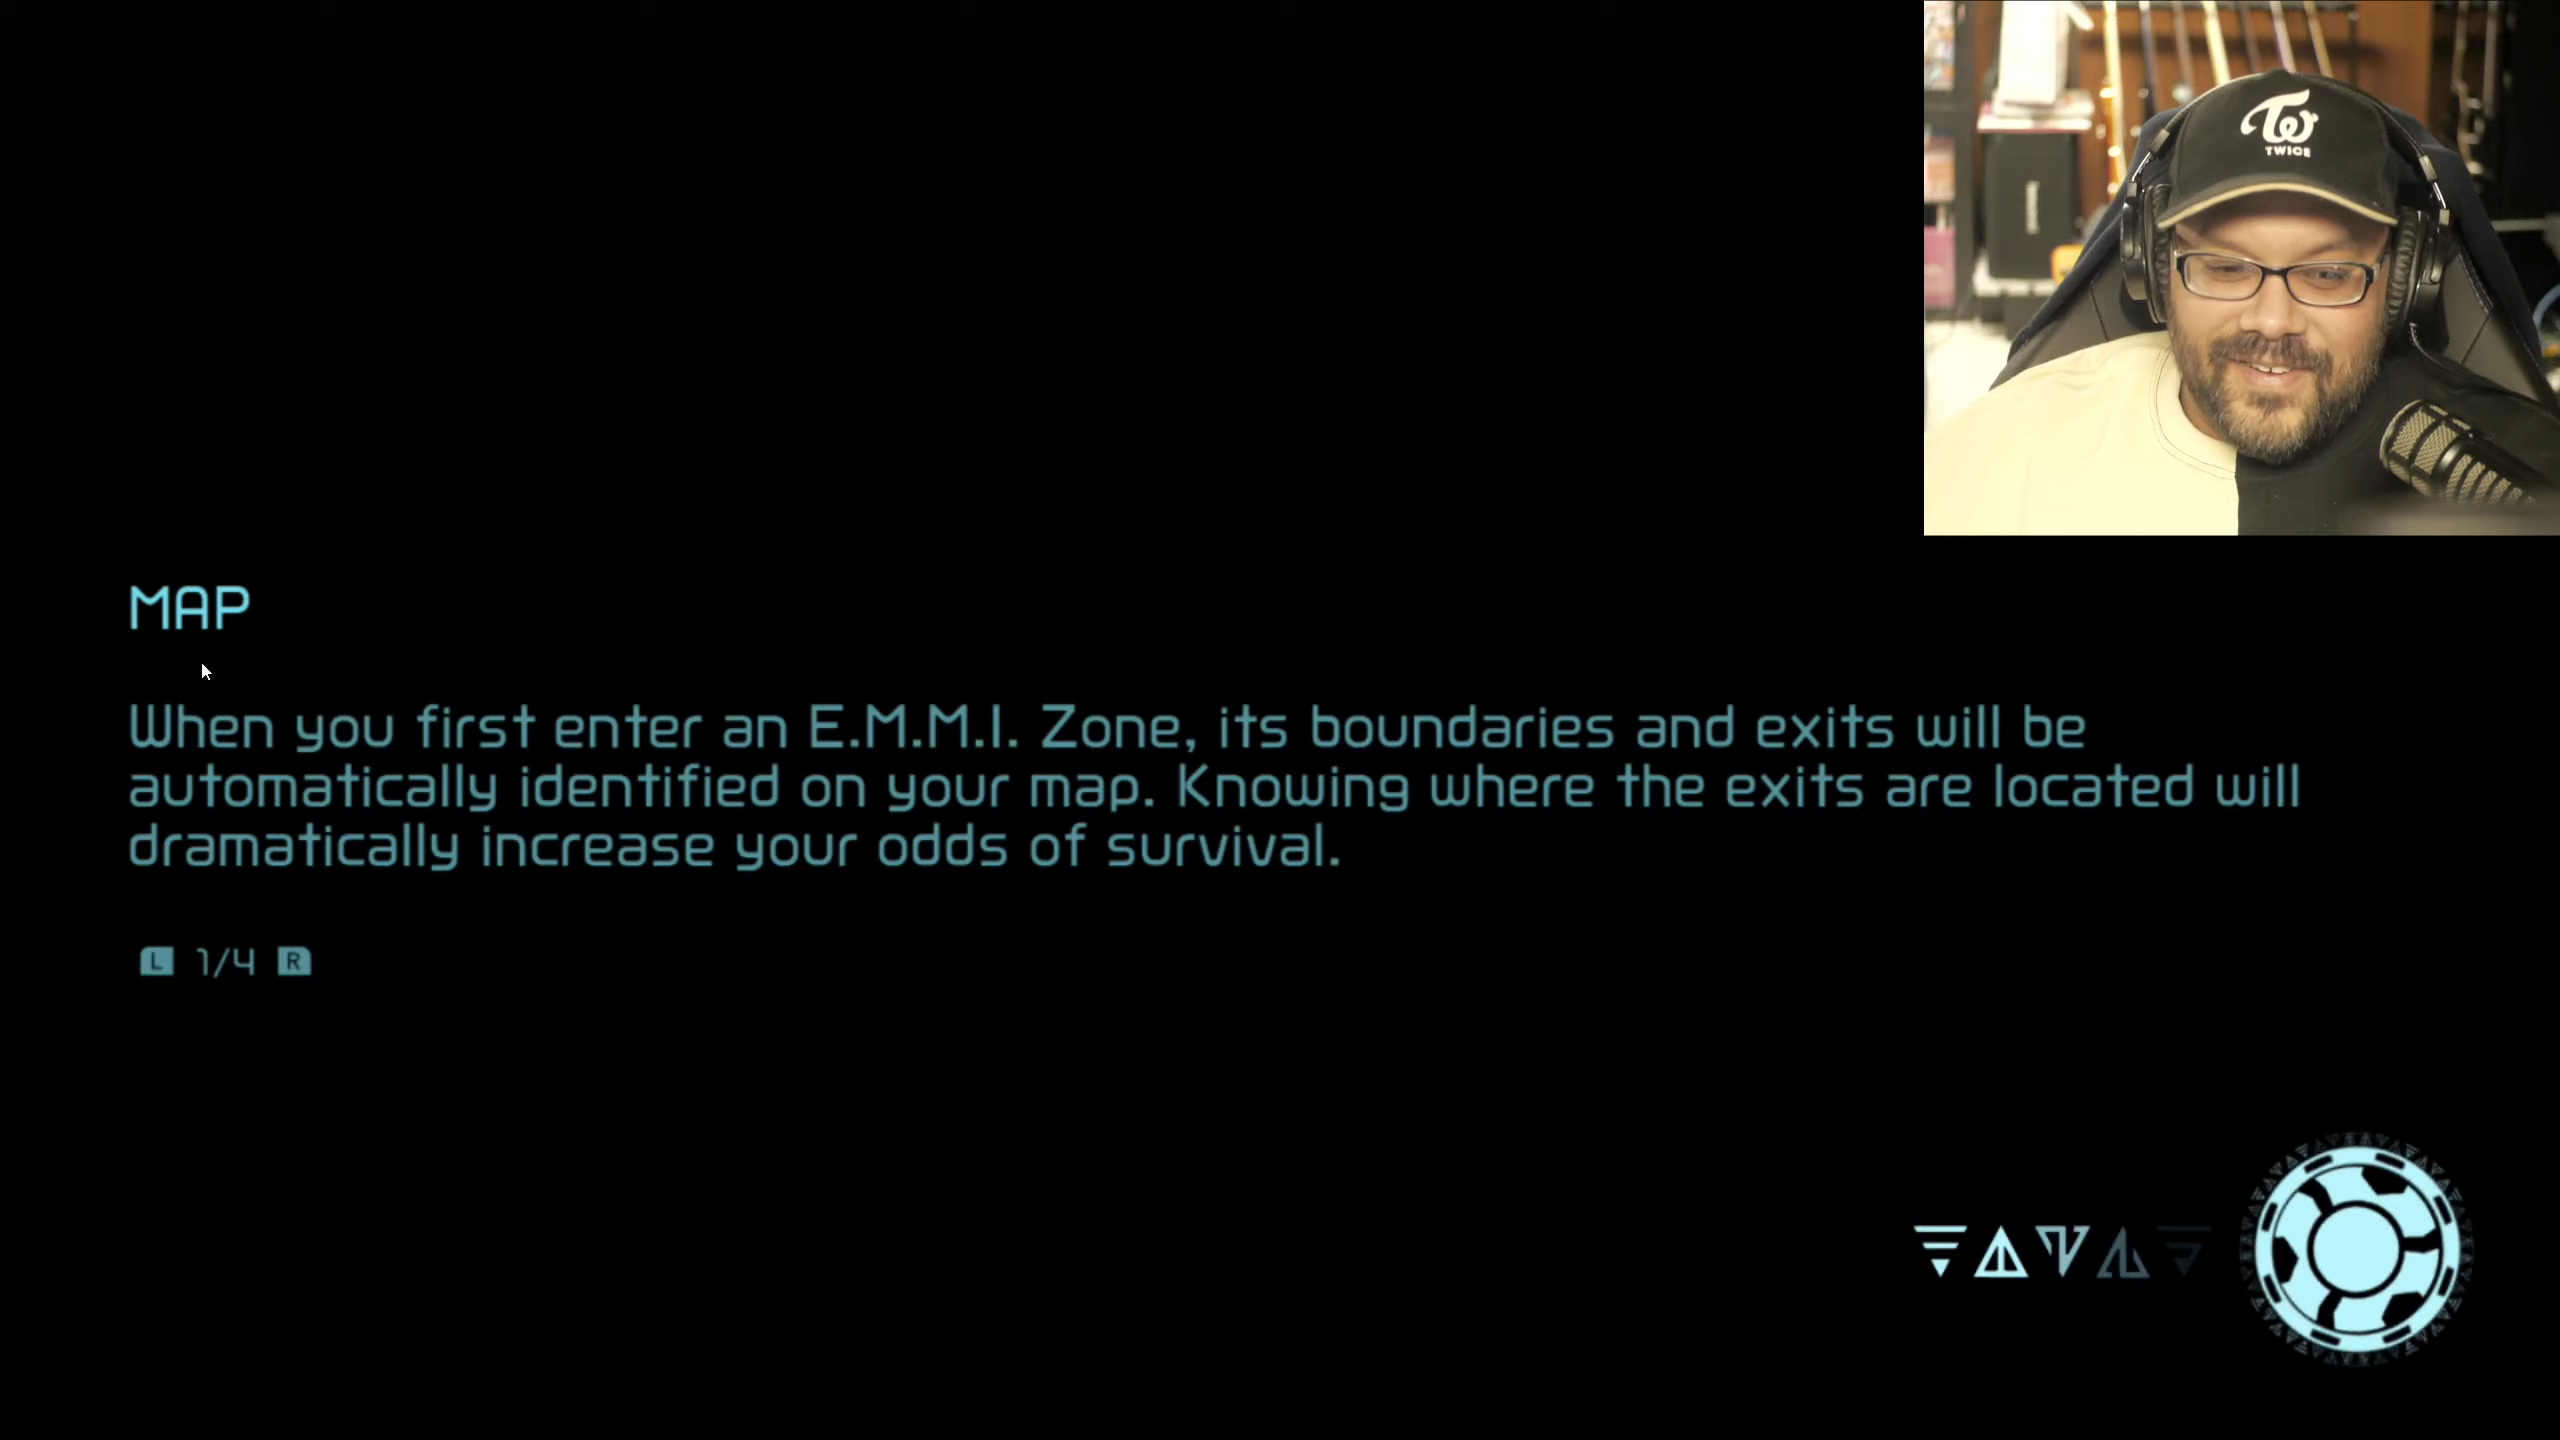 Tw
TWICE
MAP
When you first enter an E.M.M.I. Zone, its boundaries and exits will be
automatically identified on your map. Knowing where the exits are located will
dramatically increase your odds of survival.
L 1/4 R